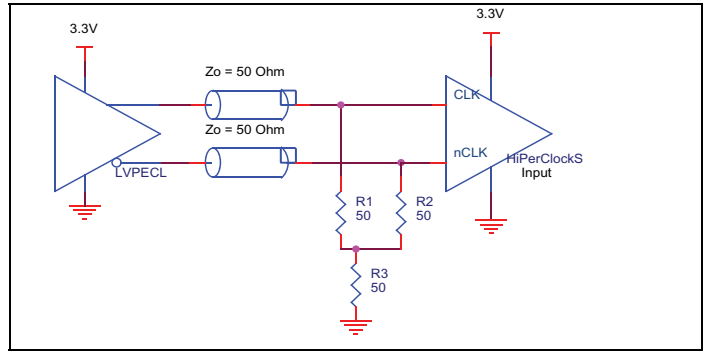 3.3V
3.3V
Zo = 50 Ohm
CLK
Zo = 50 Ohm
nCLK
LVPECL
HiPerClockS
Input
R1
50
R2
50
R3
50